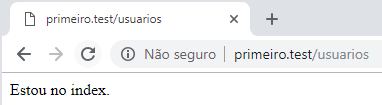 primeiro.test/usuarios
Não seguro | primeiro.test/usuarios
Estou no index.